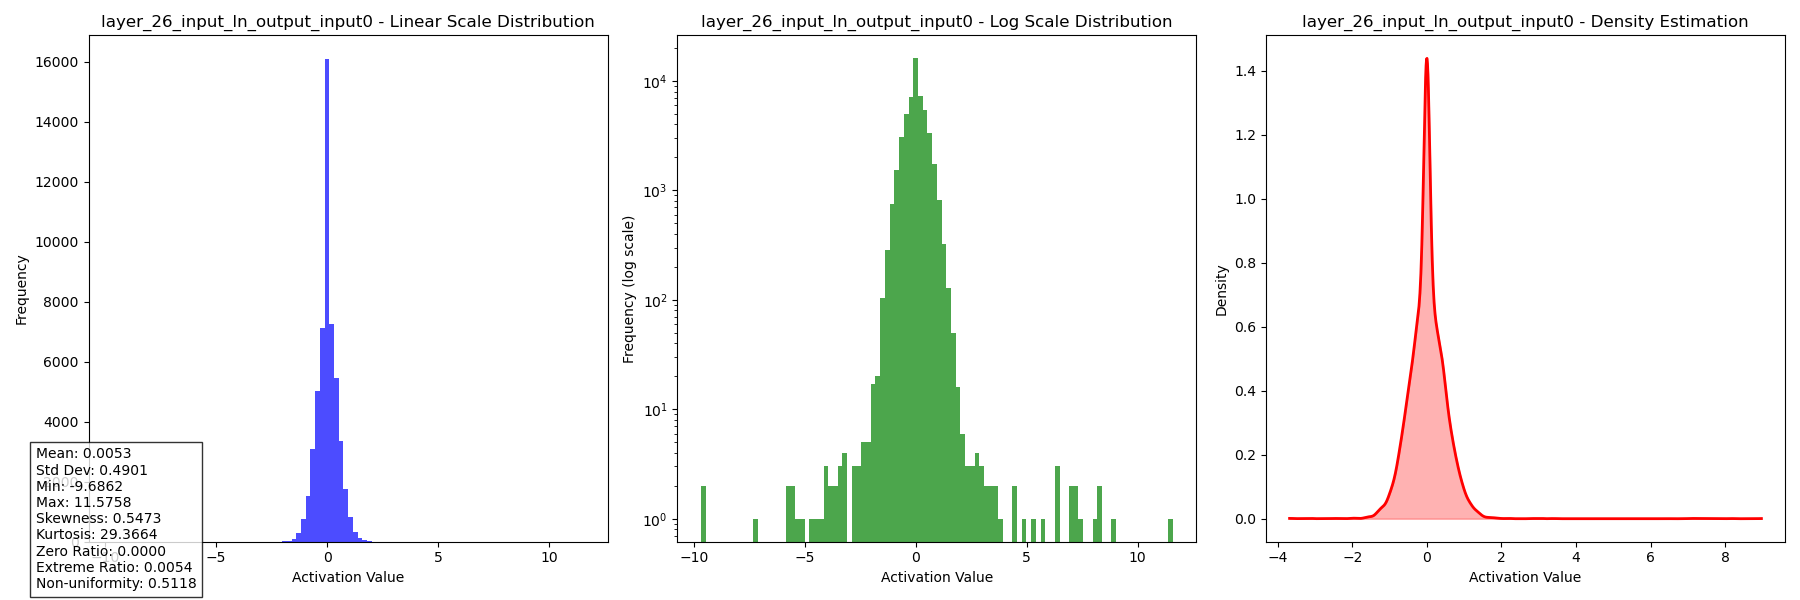 layer_26_input_ln_output_input0 - Linear Scale Distribution
16000
14000
12000
10000
8000
6000
4000
2000
0
Frequency
−10
−5
0
5
10
Activation Value
Mean: 0.0053
Std Dev: 0.4901
Min: -9.6862
Max: 11.5758
Skewness: 0.5473
Kurtosis: 29.3664
Zero Ratio: 0.0000
Extreme Ratio: 0.0054
Non-uniformity: 0.5118
layer_26_input_ln_output_input0 - Log Scale Distribution
10⁴
10³
10²
10¹
10⁰
Frequency (log scale)
−10
−5
0
5
10
Activation Value
layer_26_input_ln_output_input0 - Density Estimation
1.4
1.2
1.0
0.8
0.6
0.4
0.2
0.0
Density
−4
−2
0
2
4
6
8
Activation Value